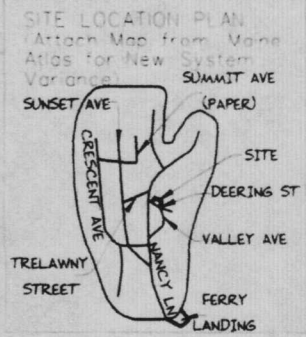 SITE LOCATION PLAN
(Attach Map from Maine
Atlas for New System
Variance)
SUMMIT AVE
(PAPER)
SUNSET AVE
CRESCENT AVE
SITE
DEERING ST
VALLEY AVE
TRELAWNY
STREET
NANCY LN
FERRY
LANDING